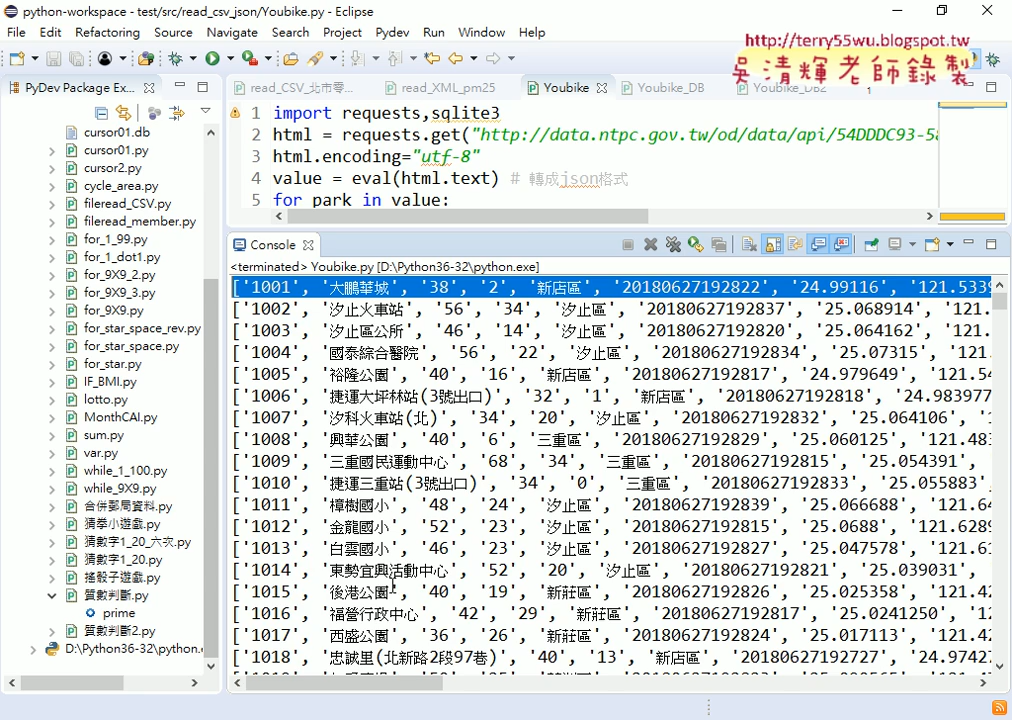 python-workspace - test/src/read_csv_json/Youbike.py - Eclipse
File Edit Refactoring Source Navigate Search Project Pydev Run Window Help
http://terry55wu.blogspot.tw
吳清輝老師錄製
PyDev Package Ex...
read_CSV_北市零...
read_XML_pm25
Youbike
Youbike_DB
Youbike_DB2
1
cursor01.db
cursor01.py
cursor2.py
cycle_area.py
fileread_CSV.py
fileread_member.py
for_1_99.py
for_1_dot1.py
for_9X9_2.py
for_9X9_3.py
for_9X9.py
for_star_space_rev.py
for_star_space.py
for_star.py
IF_BMI.py
lotto.py
MonthCAl.py
sum.py
var.py
while_1_100.py
while_9X9.py
合併郵局資料.py
猜拳小遊戲.py
猜數字1_20_六次.py
猜數字1_20.py
搖骰子遊戲.py
質數判斷.py
prime
質數判斷2.py
D:\Python36-32\python.
1 import requests,sqlite3
2 html = requests.get("http://data.ntpc.gov.tw/od/data/api/54DDDC93-58
3 html.encoding="utf-8"
4 value = eval(html.text) # 轉成json格式
5 for park in value:
Console
<terminated> Youbike.py [D:\Python36-32\python.exe]
['1001', '大鵬華城', '38', '2', '新店區', '20180627192822', '24.99116', '121.5339
['1002', '汐止火車站', '56', '34', '汐止區', '20180627192837', '25.068914', '121.
['1003', '汐止區公所', '46', '14', '汐止區', '20180627192820', '25.064162', '121.
['1004', '國泰綜合醫院', '56', '22', '汐止區', '20180627192834', '25.07315', '121.
['1005', '裕隆公園', '40', '16', '新店區', '20180627192817', '24.979649', '121.54
['1006', '捷運大坪林站(3號出口)', '32', '1', '新店區', '20180627192818', '24.983977
['1007', '汐科火車站(北)', '34', '20', '汐止區', '20180627192832', '25.064106', '
['1008', '興華公園', '40', '6', '三重區', '20180627192829', '25.060125', '121.483
['1009', '三重國民運動中心', '68', '34', '三重區', '20180627192815', '25.054391', '
['1010', '捷運三重站(3號出口)', '34', '0', '三重區', '20180627192833', '25.055883',
['1011', '樟樹國小', '48', '24', '汐止區', '20180627192839', '25.066688', '121.64
['1012', '金龍國小', '52', '23', '汐止區', '20180627192815', '25.0688', '121.6289
['1013', '白雲國小', '46', '23', '汐止區', '20180627192827', '25.047578', '121.61
['1014', '東勢宜興活動中心', '52', '20', '汐止區', '20180627192821', '25.039031', '
['1015', '後港公園', '40', '19', '新莊區', '20180627192826', '25.025358', '121.42
['1016', '福營行政中心', '42', '29', '新莊區', '20180627192817', '25.0241250', '12
['1017', '西盛公園', '36', '26', '新莊區', '20180627192824', '25.017113', '121.42
['1018', '忠誠里(北新路2段97巷)', '40', '13', '新店區', '20180627192727', '24.97427